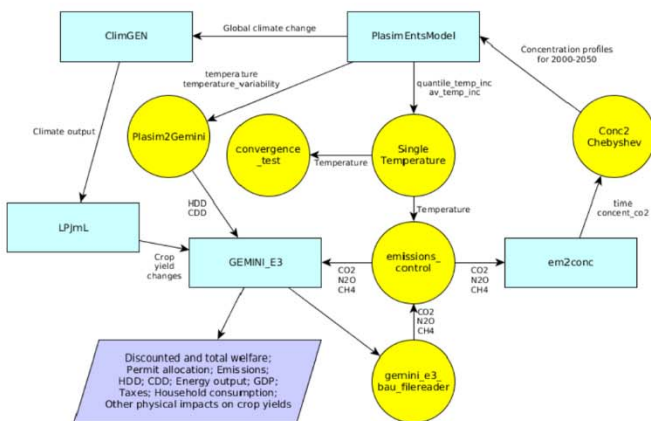 ClimGEN
Global climate change
PlasimEntsModel
Concentration profiles
for 2000-2050
temperature
temperature_variability
quantile_temp_inc
av_temp_inc
Plasim2Gemini
convergence
_test
Temperature
Single
Temperature
Conc2
Chebyshev
Climate output
HDD
CDD
Temperature
time
concent_co2
LPJmL
Crop
yield
changes
GEMINI_E3
CO2
N2O
CH4
emissions_
control
CO2
N2O
CH4
em2conc
CO2
N2O
CH4
Discounted and total welfare;
Permit allocation; Emissions;
HDD; CDD; Energy output; GDP;
Taxes; Household consumption;
Other physical impacts on crop yields
gemini_e3_
bau_filereader